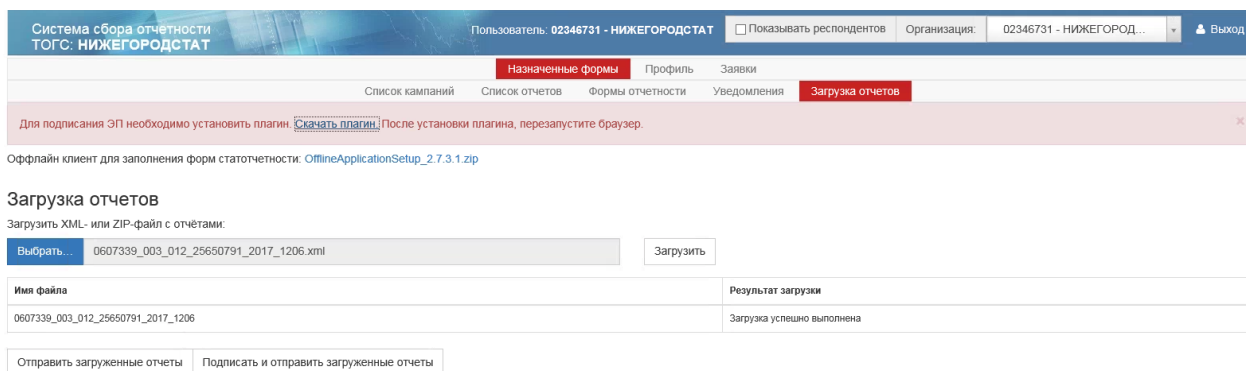 Система сбора отчетности
ТОГС: НИЖЕГОРОДСТАТ
Пользователь: 02346731 - НИЖЕГОРОДСТАТ
Показывать респондентов
Организация:
02346731 - НИЖЕГОРОД...
Выход
Назначенные формы Профиль Заявки
Список кампаний Список отчетов Формы отчетности Уведомления Загрузка отчетов
Для подписания ЭП необходимо установить плагин. Скачать плагин. После установки плагина, перезапустите браузер.
×
Оффлайн клиент для заполнения форм статотчетности: OfflineApplicationSetup_2.7.3.1.zip
Загрузка отчетов
Загрузить XML- или ZIP-файл с отчётами:
Выбрать... 0607339_003_012_25650791_2017_1206.xml Загрузить
Имя файла Результат загрузки
0607339_003_012_25650791_2017_1206 Загрузка успешно выполнена
Отправить загруженные отчеты Подписать и отправить загруженные отчеты